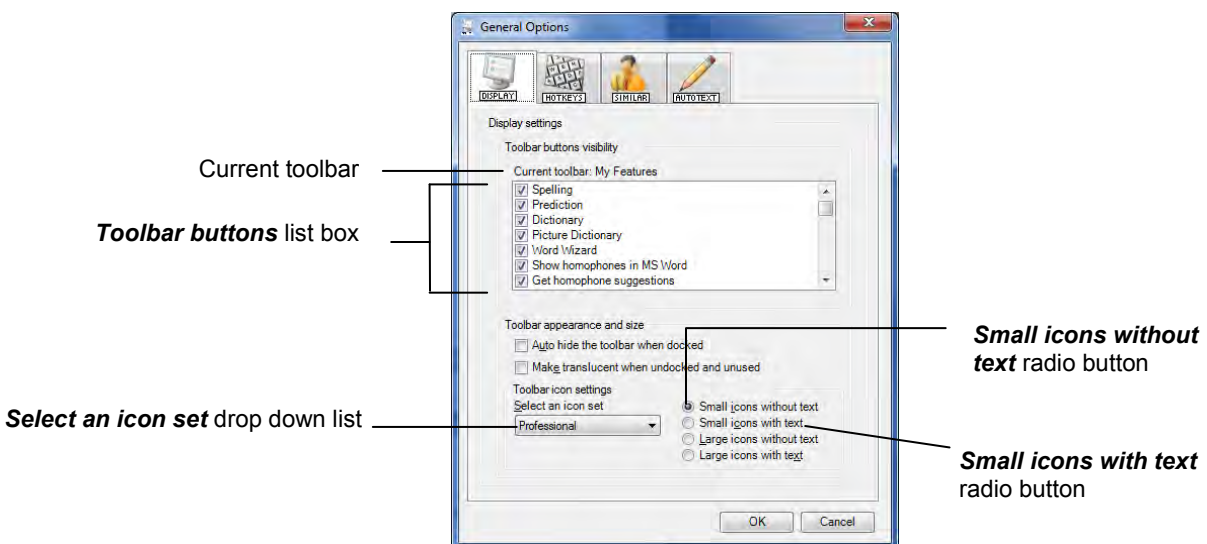 General Options
DISPLAY
HOTKEYS
SIMILAR
AUTOTEXT
Display settings
Toolbar buttons visibility
Current toolbar
Current toolbar: My Features
Spelling
Prediction
Dictionary
Picture Dictionary
Word Wizard
Show homophones in MS Word
Get homophone suggestions
Toolbar buttons list box
Toolbar appearance and size
Auto hide the toolbar when docked
Make translucent when undocked and unused
Small icons without
text radio button
Toolbar icon settings
Select an icon set
Select an icon set drop down list
Professional
Small icons without text
Small icons with text
Large icons without text
Large icons with text
Small icons with text
radio button
OK
Cancel